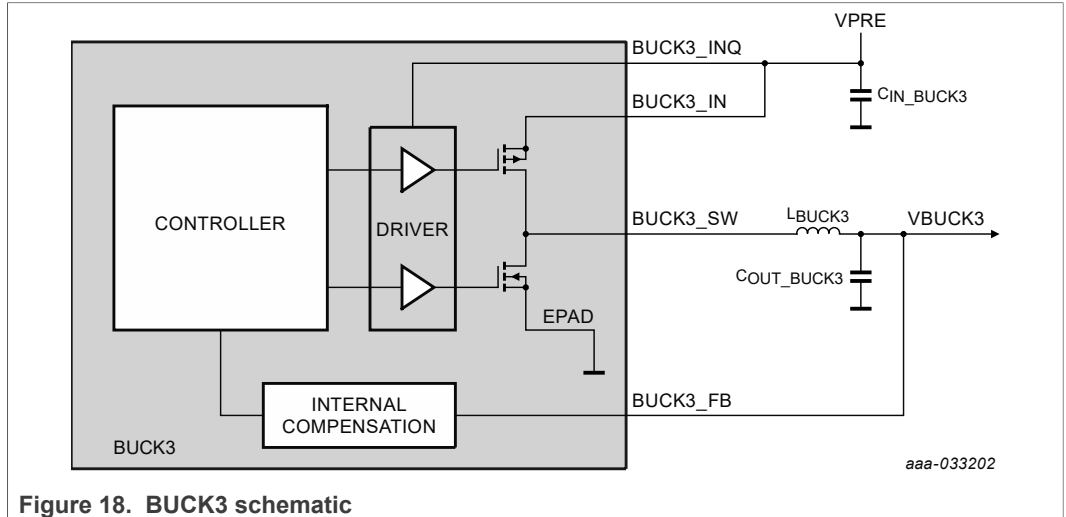 VPRE
BUCK3_INQ
BUCK3_IN
CIN_BUCK3
CONTROLLER
DRIVER
BUCK3_SW
LBUCK3
VBUCK3
COUT_BUCK3
EPAD
INTERNAL
COMPENSATION
BUCK3_FB
BUCK3
aaa-033202
Figure 18. BUCK3 schematic